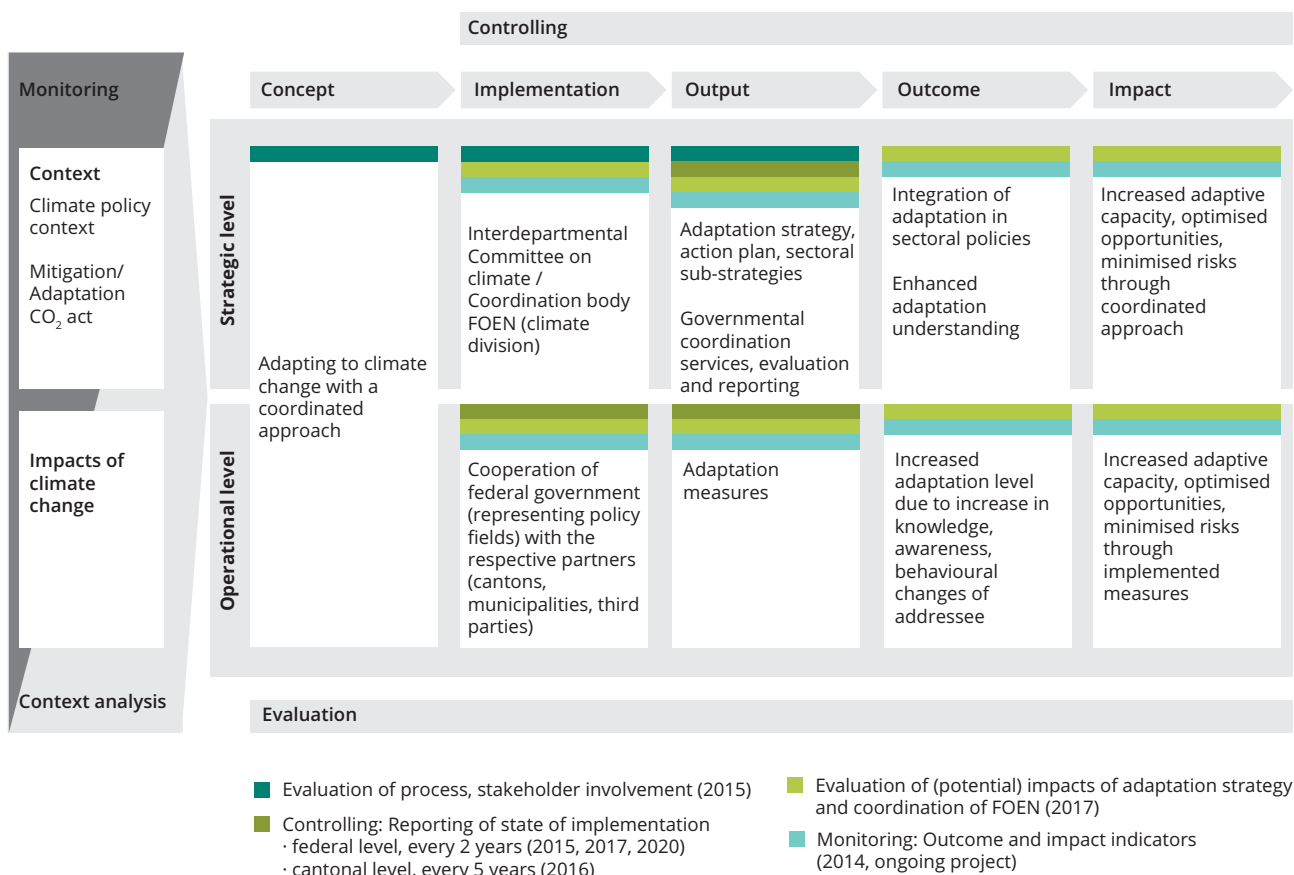 Controlling
Monitoring
Concept
Implementation
Output
Outcome
Impact
Context
Climate policy
context
Mitigation/
Adaptation
CO₂ act
Impacts of
climate
change
Context analysis
Strategic level
Operational level
Adapting to climate
change with a
coordinated
approach
Interdepartmental
Committee on
climate /
Coordination body
FOEN (climate
division)
Adaptation strategy,
action plan, sectoral
sub-strategies
Governmental
coordination
services, evaluation
and reporting
Integration of
adaptation in
sectoral policies
Enhanced
adaptation
understanding
Increased adaptive
capacity, optimised
opportunities,
minimised risks
through
coordinated
approach
Cooperation of
federal government
(representing policy
fields) with the
respective partners
(cantons,
municipalities, third
parties)
Adaptation
measures
Increased
adaptation level
due to increase in
knowledge,
awareness,
behavioural
changes of
addressee
Increased adaptive
capacity, optimised
opportunities,
minimised risks
through
implemented
measures
Evaluation
Evaluation of process, stakeholder involvement (2015)
Controlling: Reporting of state of implementation
· federal level, every 2 years (2015, 2017, 2020)
· cantonal level, every 5 years (2016)
Evaluation of (potential) impacts of adaptation strategy
and coordination of FOEN (2017)
Monitoring: Outcome and impact indicators
(2014, ongoing project)